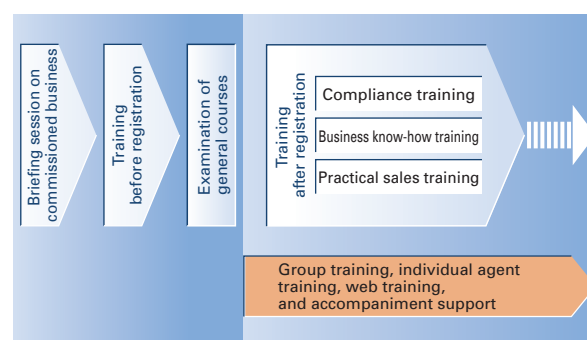 Briefing session on
commissioned business
Training
before registration
Examination of
general courses
Training
after registration
Compliance training
Business know-how training
Practical sales training
Group training, individual agent
training, web training,
and accompaniment support